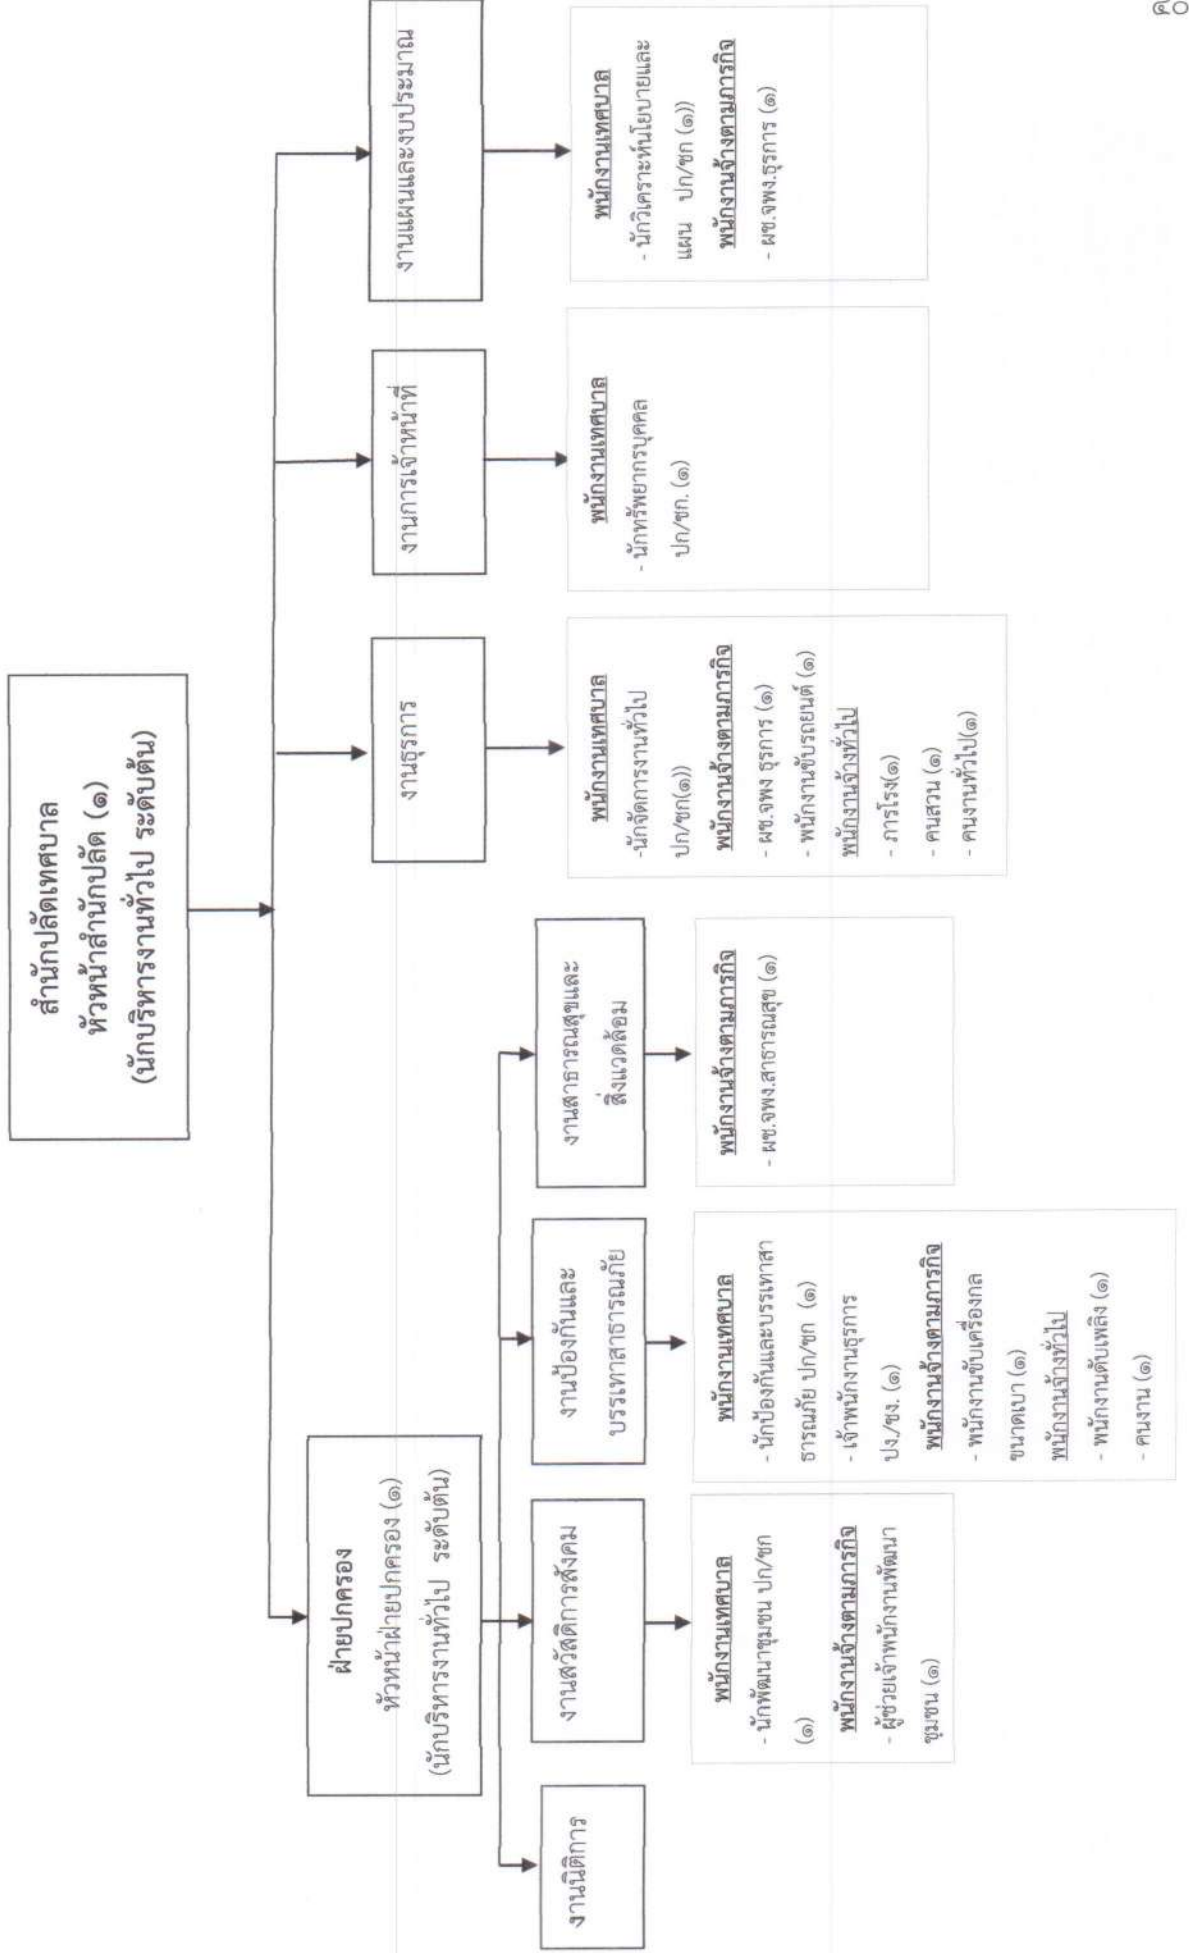 สำนักปลัดเทศบาล
หัวหน้าสำนักปลัด (๑)
(นักบริหารงานทั่วไป ระดับต้น)
ฝ่ายปกครอง
หัวหน้าฝ่ายปกครอง (๑)
(นักบริหารงานทั่วไป ระดับต้น)
งานธุรการ
งานการเจ้าหน้าที่
งานแผนและงบประมาณ
งานนิติการ
งานสวัสดิการสังคม
งานป้องกันและ
บรรเทาสาธารณภัย
งานสาธารณสุขและ
สิ่งแวดล้อม
พนักงานเทศบาล
- นักพัฒนาชุมชน ปก/ชก
(๑)
พนักงานจ้างตามภารกิจ
- ผู้ช่วยเจ้าพนักงานพัฒนา
ชุมชน (๑)
พนักงานเทศบาล
- นักป้องกันและบรรเทาสา
ธารณภัย ปก/ชก (๑)
- เจ้าพนักงานธุรการ
ปง./ชง. (๑)
พนักงานจ้างตามภารกิจ
- พนักงานขับเครื่องกล
ขนาดเบา (๑)
พนักงานจ้างทั่วไป
- พนักงานดับเพลิง (๑)
- คนงาน (๑)
พนักงานจ้างตามภารกิจ
- ผช.จพง.สาธารณสุข (๑)
พนักงานเทศบาล
-นักจัดการงานทั่วไป
ปก/ชก(๑))
พนักงานจ้างตามภารกิจ
- ผช.จพง ธุรการ (๑)
- พนักงานขับรถยนต์ (๑)
พนักงานจ้างทั่วไป
- ภารโรง(๑)
- คนสวน (๑)
- คนงานทั่วไป(๑)
พนักงานเทศบาล
- นักทรัพยากรบุคคล
ปก/ชก. (๑)
พนักงานเทศบาล
- นักวิเคราะห์นโยบายและ
แผน ปก/ชก (๑))
พนักงานจ้างตามภารกิจ
- ผช.จพง.ธุรการ (๑)